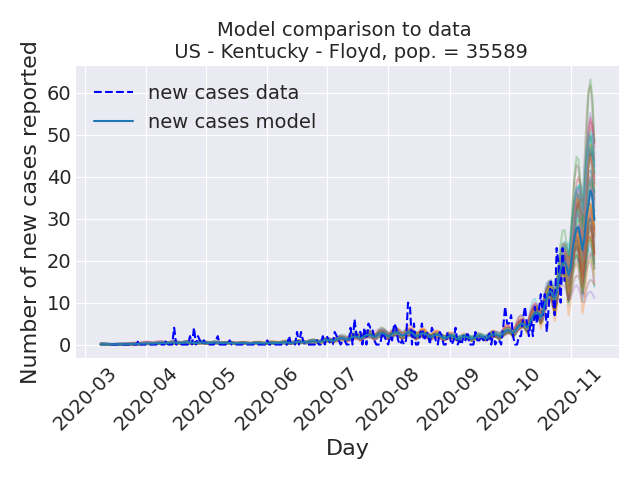 Model comparison to data
US - Kentucky - Floyd, pop. = 35589
Number of new cases reported
60
50
40
30
20
10
0
new cases data
new cases model
2020-03
2020-04
2020-05
2020-06
2020-07
2020-08
2020-09
2020-10
2020-11
Day